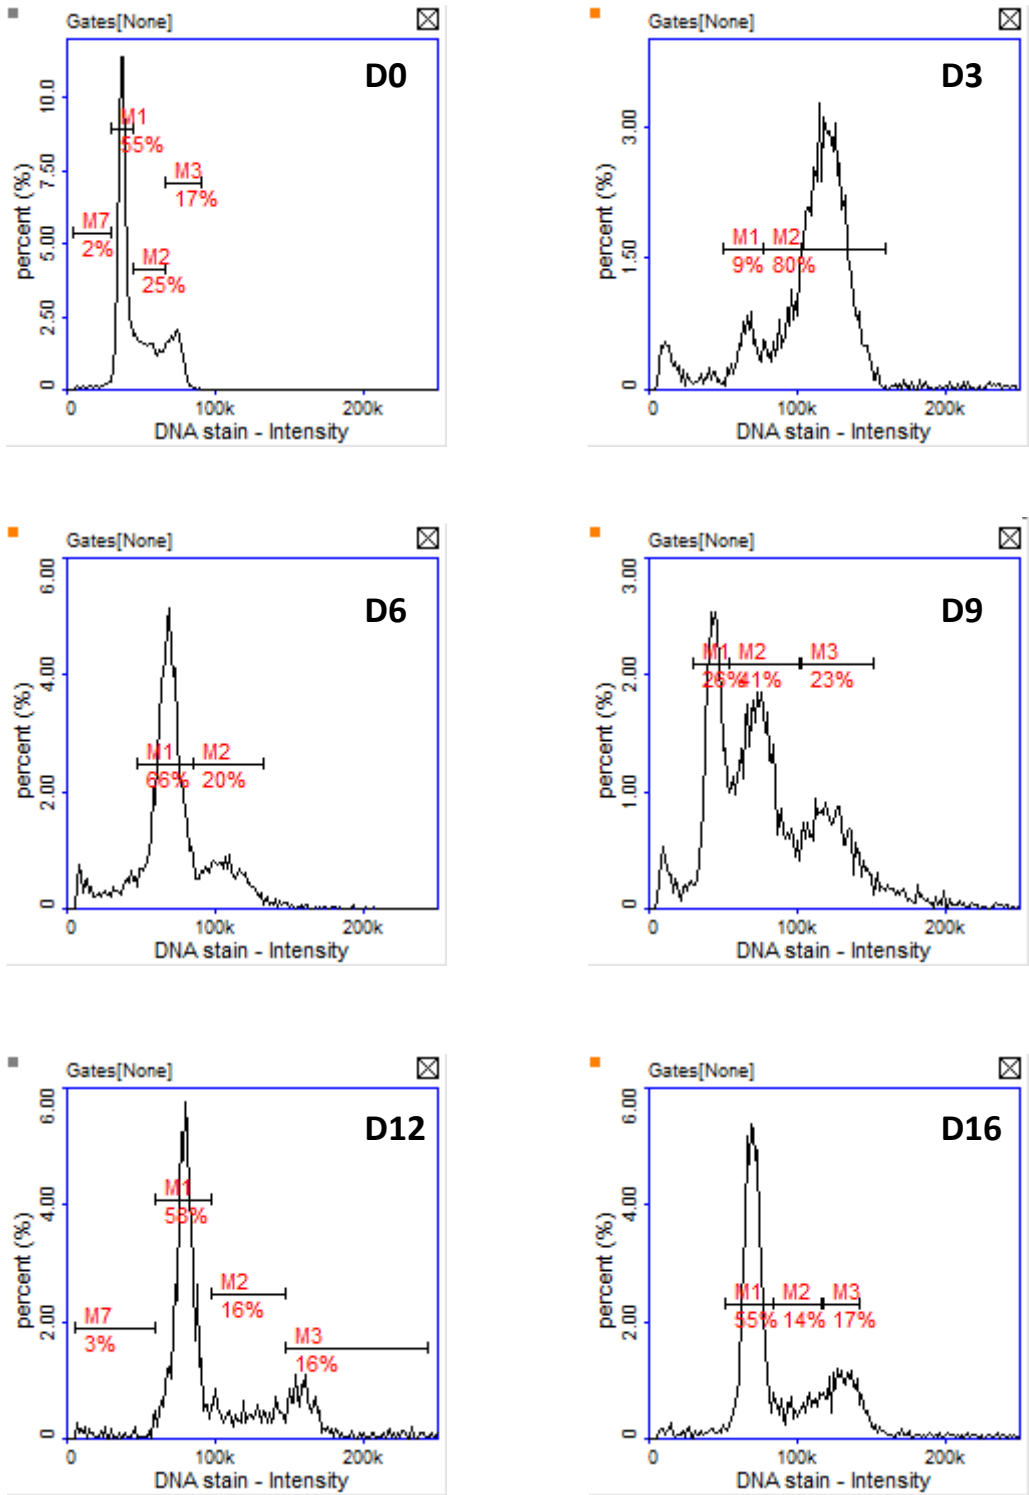 Gates[None]
D0
percent (%)
10.0
7.50
5.00
2.50
0
M1
55%
M3
17%
M7
2%
M2
25%
0 100k 200k
DNA stain - Intensity
Gates[None]
D3
percent (%)
3.00
1.50
0
M1 M2
9% 80%
0 100k 200k
DNA stain - Intensity
Gates[None]
D6
percent (%)
6.00
4.00
2.00
0
M1 M2
66% 20%
0 100k 200k
DNA stain - Intensity
Gates[None]
D9
percent (%)
3.00
2.00
1.00
0
M1 M2 M3
26% 41% 23%
0 100k 200k
DNA stain - Intensity
Gates[None]
D12
percent (%)
6.00
4.00
2.00
0
M1
58%
M2
16%
M7
3%
M3
16%
0 100k 200k
DNA stain - Intensity
Gates[None]
D16
percent (%)
6.00
4.00
2.00
0
M1 M2 M3
55% 14% 17%
0 100k 200k
DNA stain - Intensity